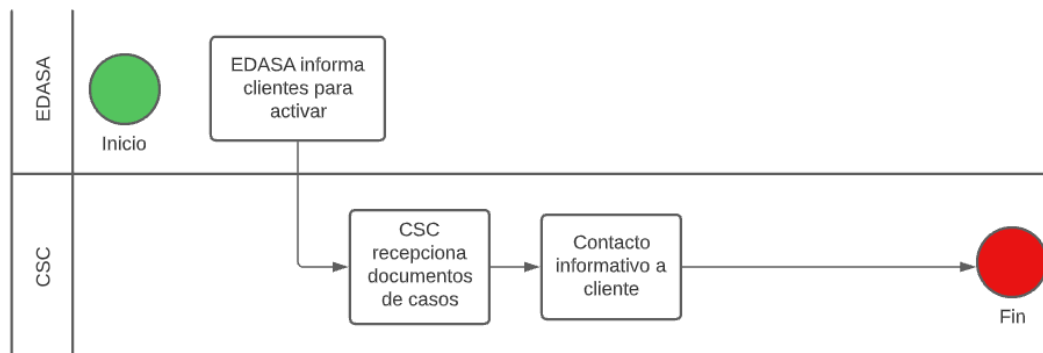 EDASA
Inicio
EDASA informa
clientes para
activar
CSC
CSC
recepciona
documentos
de casos
Contacto
informativo a
cliente
Fin